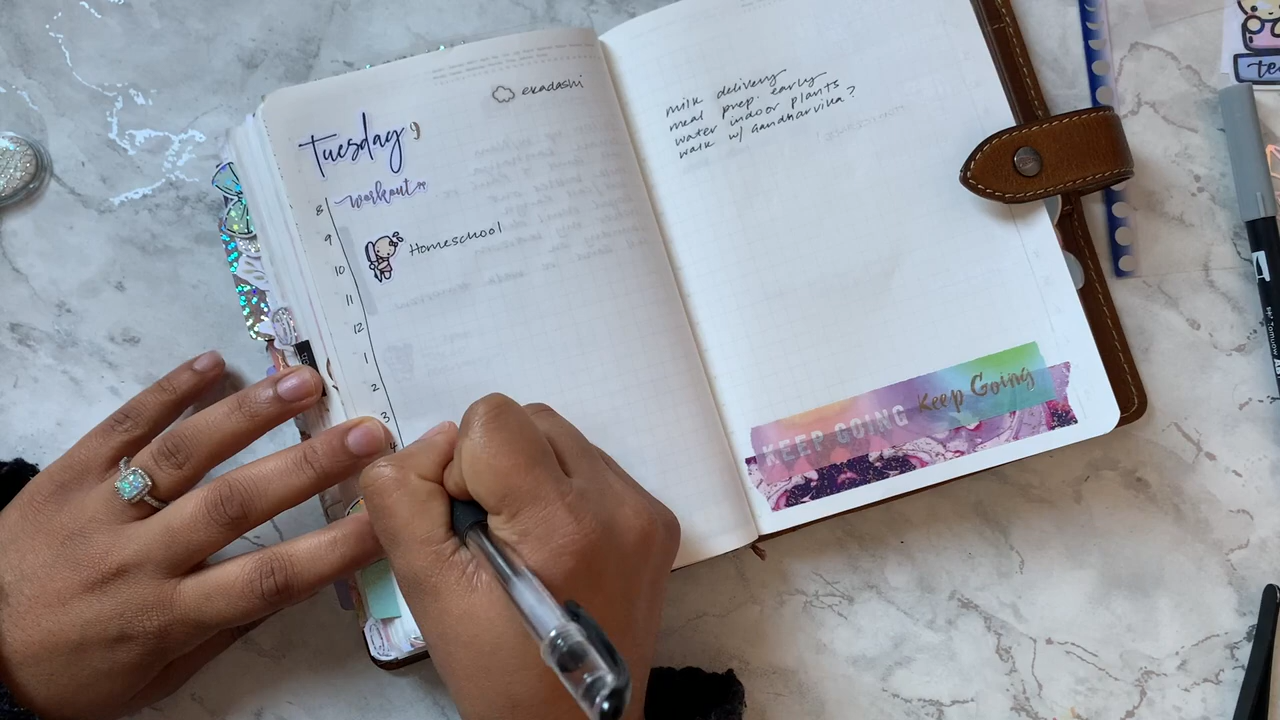 ekadashi
Tuesday 9
workout
8
9
Homeschool
10
11
12
1
2
3
4
milk delivery
meal prep. early
water indoor plants
walk w/ Gandharvika?
KEEP GOING Keep Going